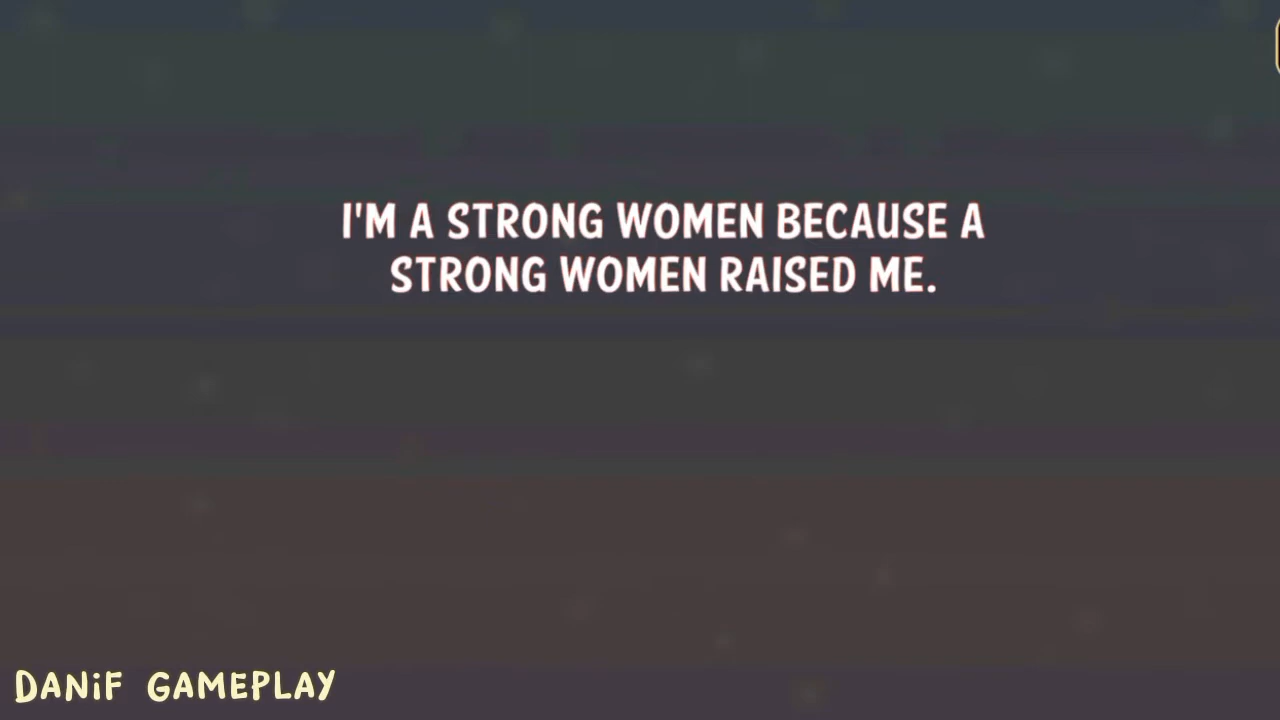 I'M A STRONG WOMEN BECAUSE A
STRONG WOMEN RAISED ME.
DANiF GAMEPLAY